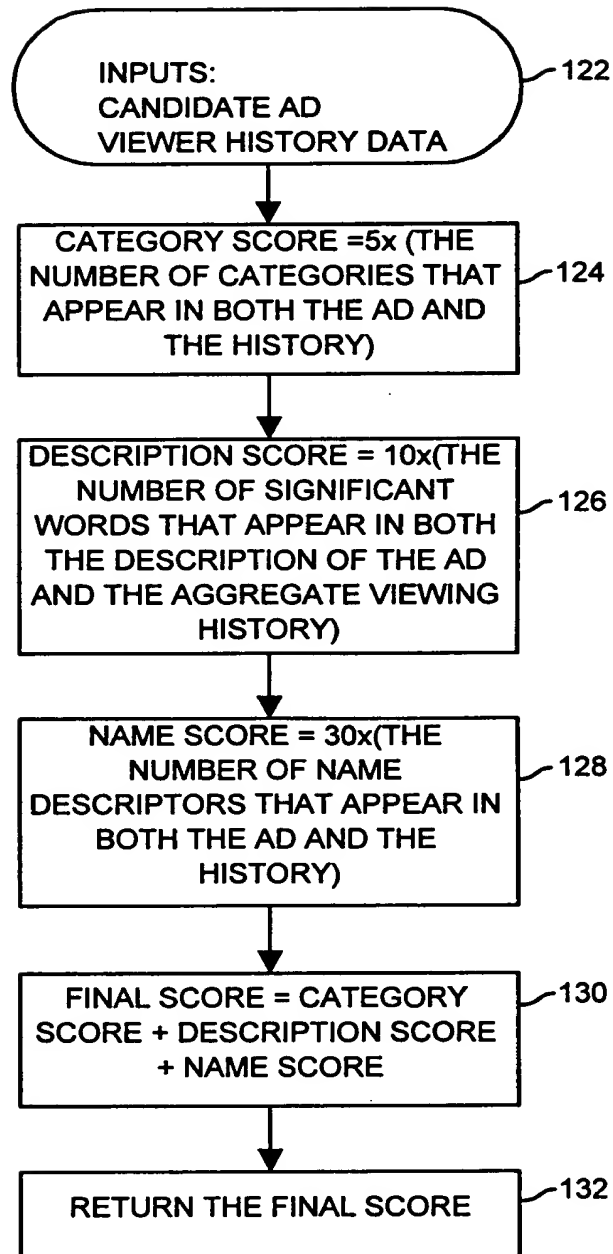 INPUTS:
CANDIDATE AD
VIEWER HISTORY DATA
122
CATEGORY SCORE =5x (THE
NUMBER OF CATEGORIES THAT
APPEAR IN BOTH THE AD AND
THE HISTORY)
124
DESCRIPTION SCORE = 10x(THE
NUMBER OF SIGNIFICANT
WORDS THAT APPEAR IN BOTH
THE DESCRIPTION OF THE AD
AND THE AGGREGATE VIEWING
HISTORY)
126
NAME SCORE = 30x(THE
NUMBER OF NAME
DESCRIPTORS THAT APPEAR IN
BOTH THE AD AND THE
HISTORY)
128
FINAL SCORE = CATEGORY
SCORE + DESCRIPTION SCORE
+ NAME SCORE
130
RETURN THE FINAL SCORE
132